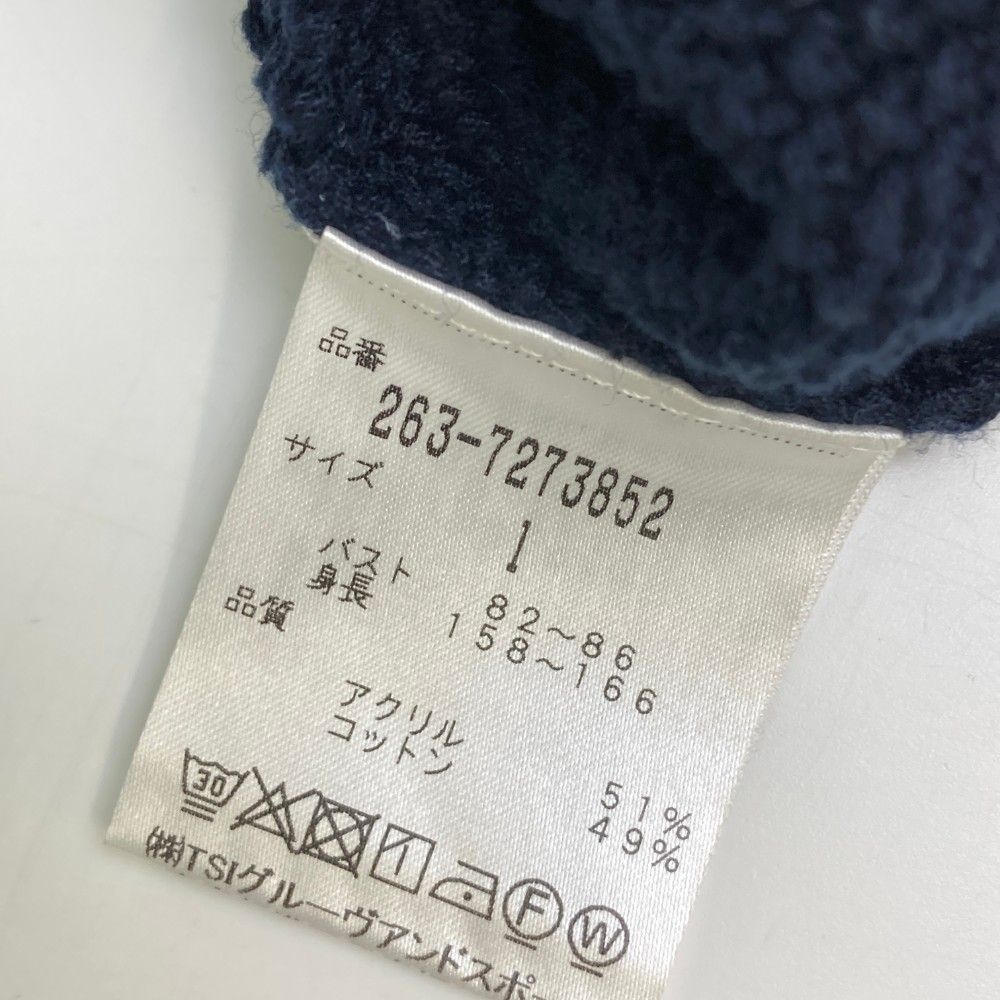 品番
263-7273852
サイズ 1
バスト 82～86
身長 158～166
品質
アクリル 51%
コットン 49%
30 F W
㈱TSIグルーヴアンドスポー